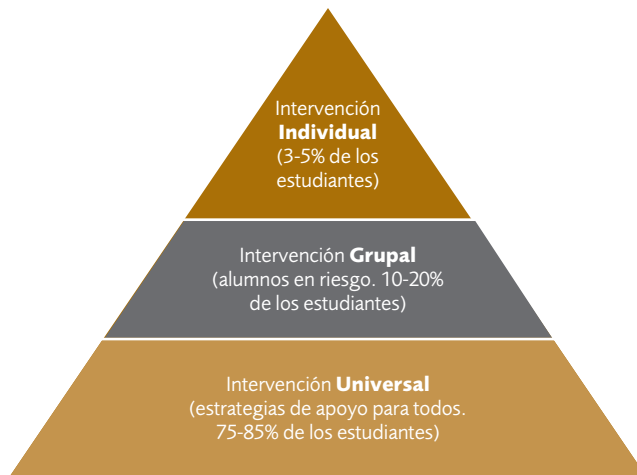 Intervención
Individual
(3-5% de los
estudiantes)
Intervención Grupal
(alumnos en riesgo. 10-20%
de los estudiantes)
Intervención Universal
(estrategias de apoyo para todos.
75-85% de los estudiantes)